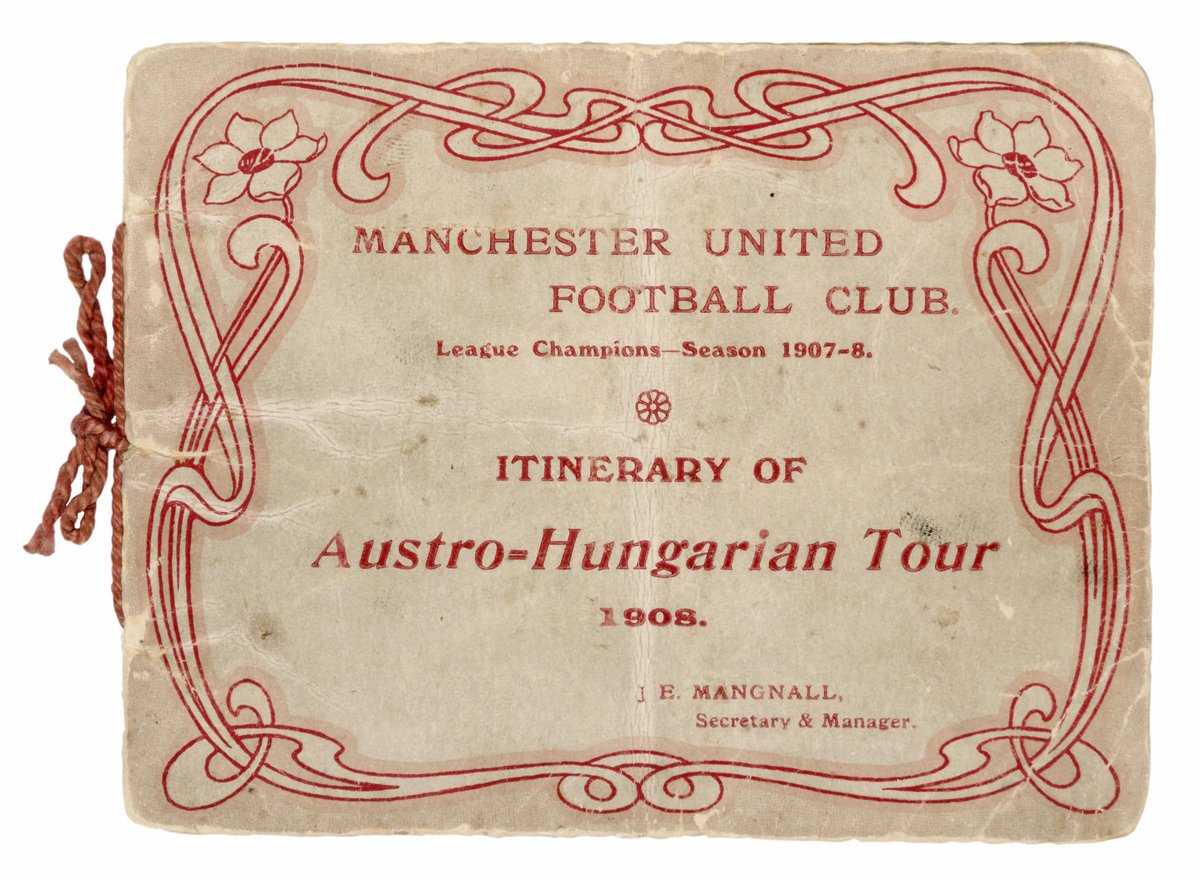 MANCHESTER UNITED
FOOTBALL CLUB.
League Champions—Season 1907-8.
ITINERARY OF
Austro=Hungarian Tour
1908.
J E. MANGNALL,
Secretary & Manager.